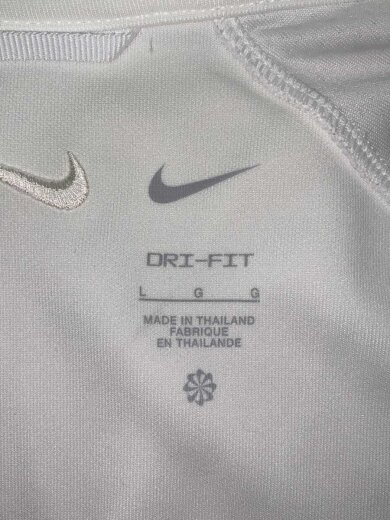 DRI-FIT
L G G
MADE IN THAILAND
FABRIQUE
EN THAILANDE